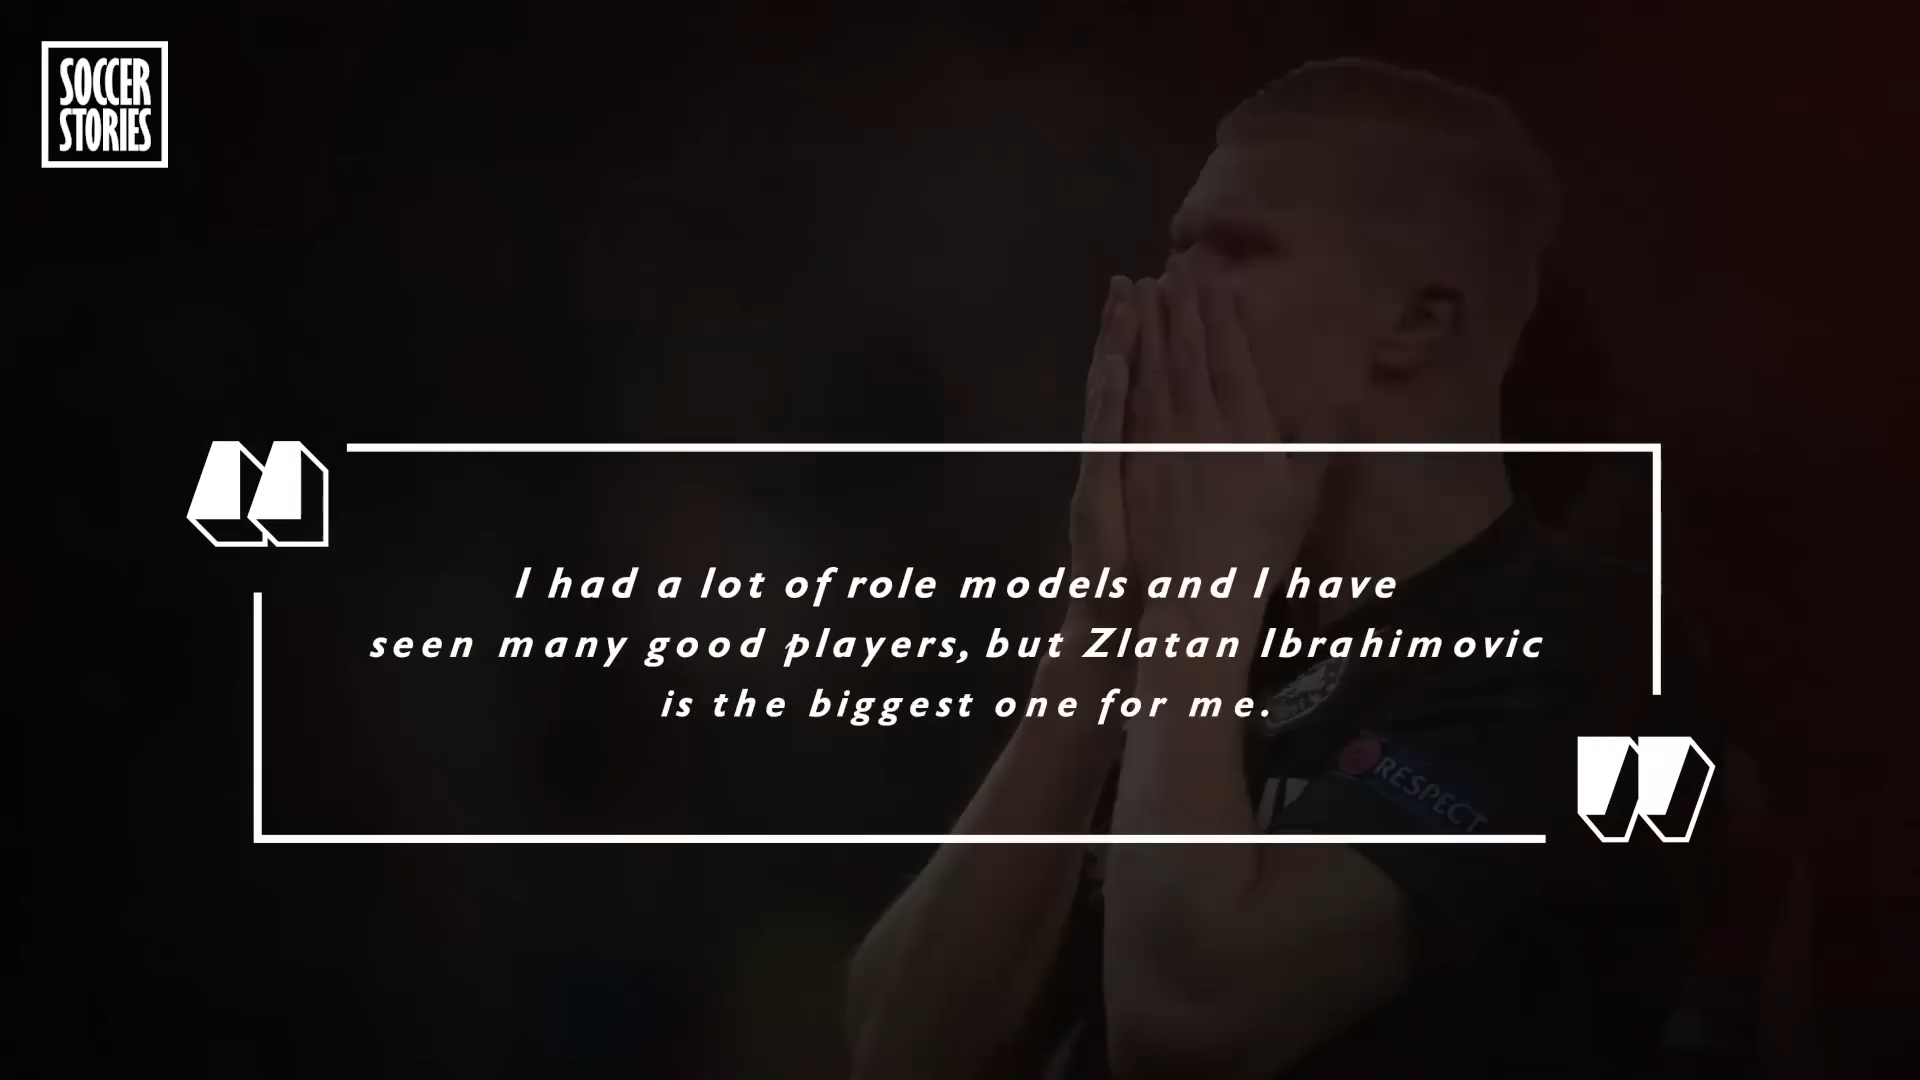 SOCCER
STORIES
I had a lot of role models and I have
seen many good players, but Zlatan Ibrahimovic
is the biggest one for me.
RESPECT